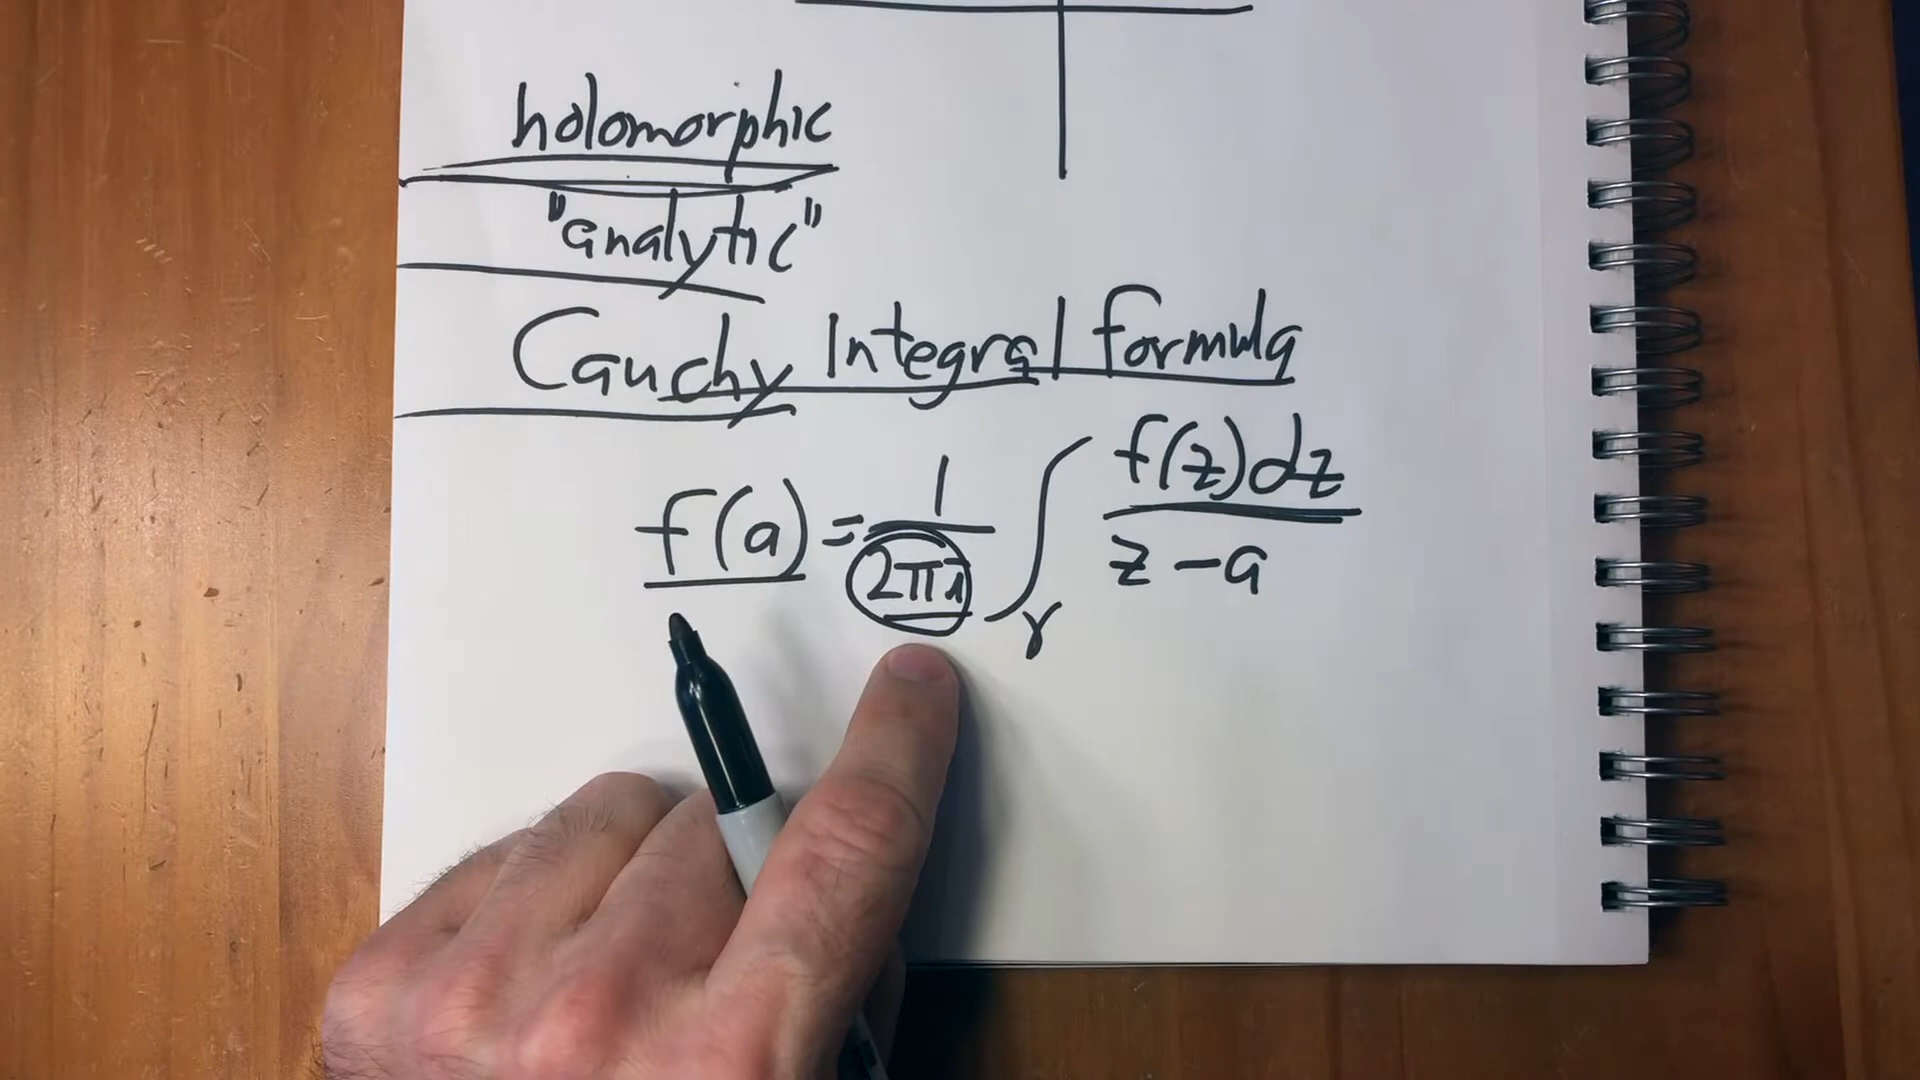 holomorphic
"analytic"
Cauchy Integral formula
f(a) = 1/2πi ∫γ f(z)dz/z-a